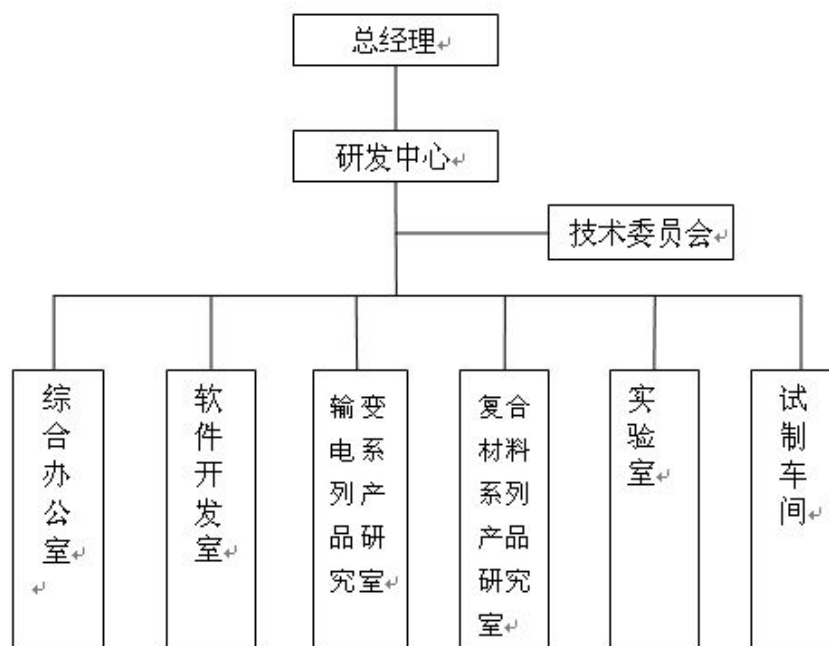 总经理
研发中心
技术委员会
综合办公室
软件开发室
输变电系列产品研究室
复合材料系列产品研究室
实验室
试制车间